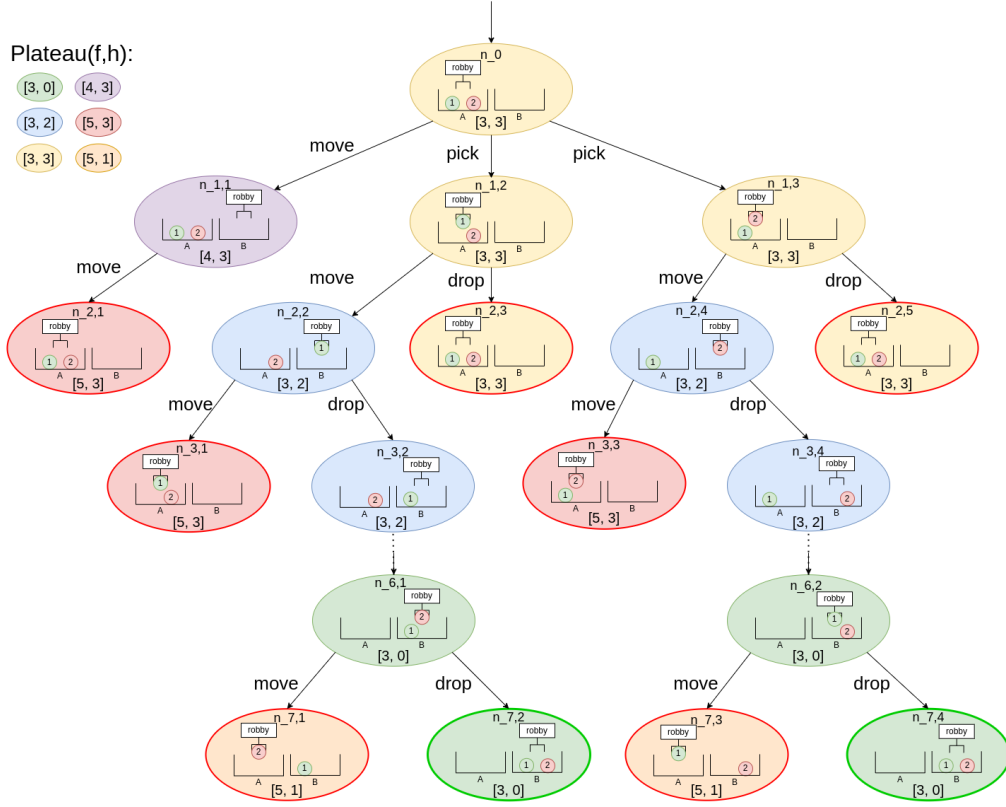 Plateau(f,h):
[3, 0]
[4, 3]
[3, 2]
[5, 3]
[3, 3]
[5, 1]
n_0
robby
1 2
A B
[3, 3]
move
pick
pick
n_1,1
robby
1 2
A B
[4, 3]
n_1,2
robby
1
2
A B
[3, 3]
n_1,3
robby
2
1
A B
[3, 3]
move
move
drop
move
drop
n_2,1
robby
1 2
A B
[5, 3]
n_2,2
robby
2 1
A B
[3, 2]
n_2,3
robby
1 2
A B
[3, 3]
n_2,4
robby
1 2
A B
[3, 2]
n_2,5
robby
1 2
A B
[3, 3]
move
drop
move
drop
n_3,1
robby
1
2
A B
[5, 3]
n_3,2
robby
2 1
A B
[3, 2]
n_3,3
robby
2
1
A B
[5, 3]
n_3,4
robby
1 2
A B
[3, 2]
n_6,1
robby
2
1
A B
[3, 0]
n_6,2
robby
1
2
A B
[3, 0]
move
drop
move
drop
n_7,1
robby
2
1
A B
[5, 1]
n_7,2
robby
1 2
A B
[3, 0]
n_7,3
robby
1
2
A B
[5, 1]
n_7,4
robby
1 2
A B
[3, 0]